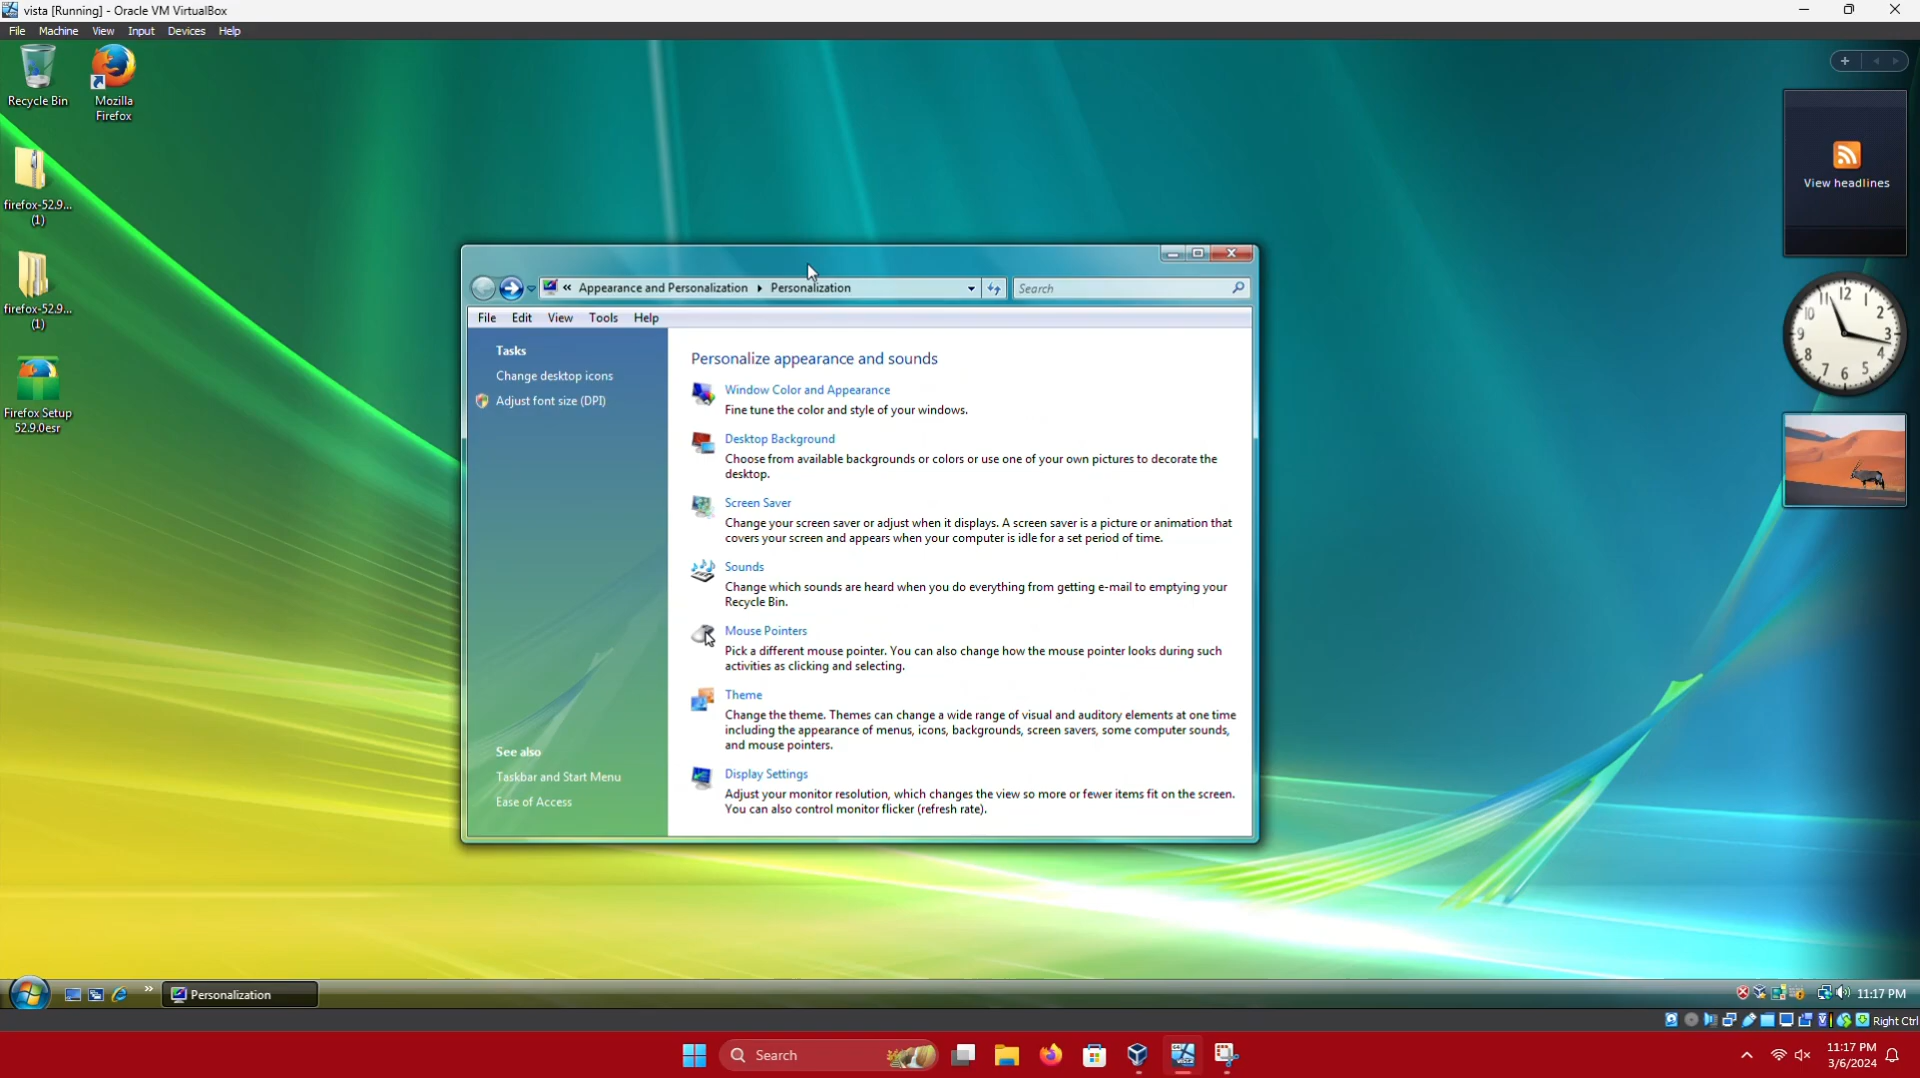 vista [Running] - Oracle VM VirtualBox
File Machine View Input Devices Help
Recycle Bin
Mozilla
Firefox
firefox-52.9...
(1)
firefox-52.9...
(1)
Firefox Setup
52.9.0esr
View headlines
11 12 1
10 2
9 3
8 4
7 6 5
« Appearance and Personalization ▸ Personalization
Search
File Edit View Tools Help
Tasks
Change desktop icons
Adjust font size (DPI)
See also
Taskbar and Start Menu
Ease of Access
Personalize appearance and sounds
Window Color and Appearance
Fine tune the color and style of your windows.
Desktop Background
Choose from available backgrounds or colors or use one of your own pictures to decorate the
desktop.
Screen Saver
Change your screen saver or adjust when it displays. A screen saver is a picture or animation that
covers your screen and appears when your computer is idle for a set period of time.
Sounds
Change which sounds are heard when you do everything from getting e-mail to emptying your
Recycle Bin.
Mouse Pointers
Pick a different mouse pointer. You can also change how the mouse pointer looks during such
activities as clicking and selecting.
Theme
Change the theme. Themes can change a wide range of visual and auditory elements at one time
including the appearance of menus, icons, backgrounds, screen savers, some computer sounds,
and mouse pointers.
Display Settings
Adjust your monitor resolution, which changes the view so more or fewer items fit on the screen.
You can also control monitor flicker (refresh rate).
Personalization
11:17 PM
Right Ctrl
Search
11:17 PM
3/6/2024